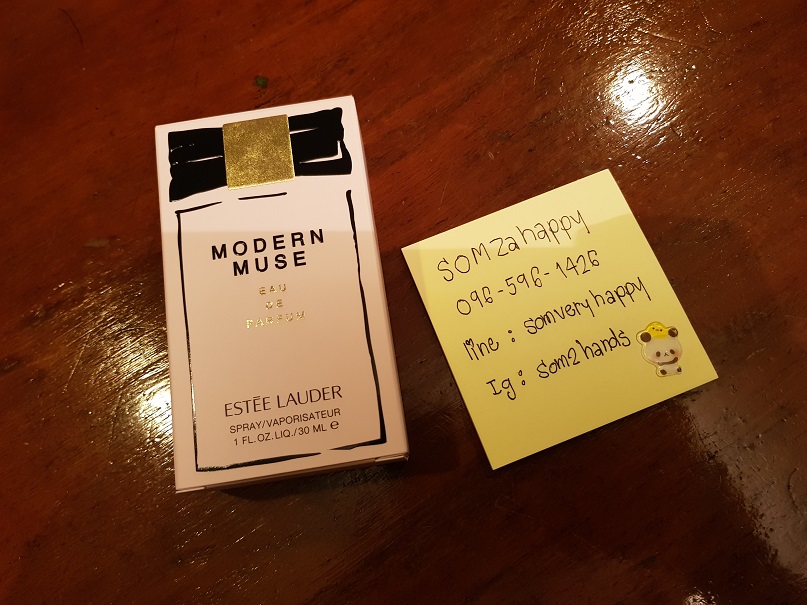 MODERN
MUSE
EAU
DE
PARFUM
ESTĒE LAUDER
SPRAY/VAPORISATEUR
1 FL.OZ.LIQ./30 ML ℮
SOMZahappy
096-596-1426
line : somveryhappy
Ig : som2hands